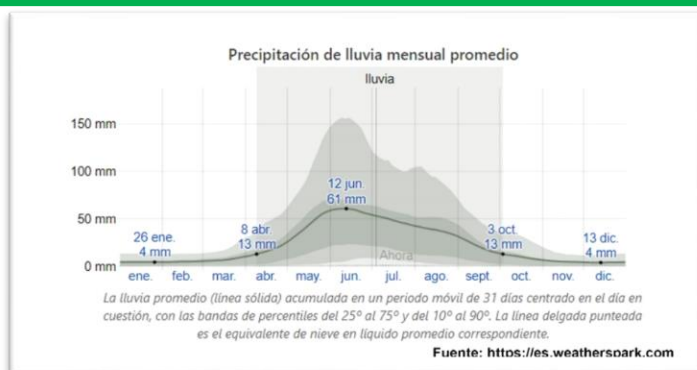 Precipitación de lluvia mensual promedio
lluvia
150 mm
100 mm
50 mm
0 mm
26 ene.
4 mm
8 abr.
13 mm
12 jun.
61 mm
3 oct.
13 mm
13 dic.
4 mm
Ahora
ene. feb. mar. abr. may. jun. jul. ago. sept. oct. nov. dic.
La lluvia promedio (línea sólida) acumulada en un periodo móvil de 31 días centrado en el día en
cuestión, con las bandas de percentiles del 25º al 75º y del 10º al 90º. La línea delgada punteada
es el equivalente de nieve en líquido promedio correspondiente.
Fuente: https://es.weatherspark.com